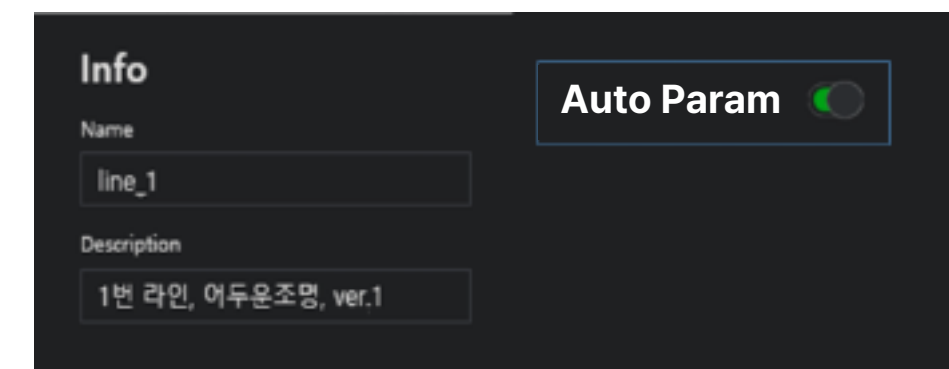 Info
Auto Param
Name
line_1
Description
1번 라인, 어두운조명, ver.1